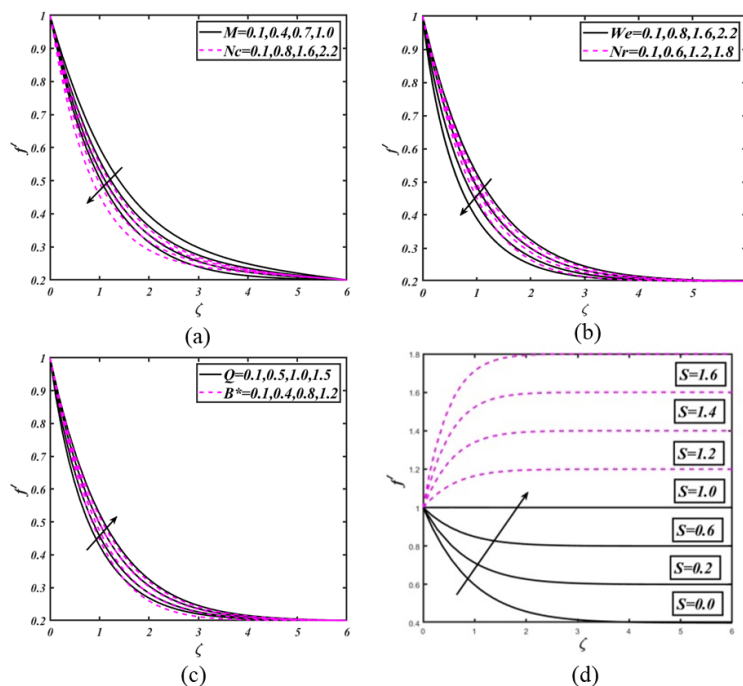 M=0.1,0.4,0.7,1.0
Nc=0.1,0.8,1.6,2.2
1
0.9
0.8
0.7
0.6
0.5
0.4
0.3
0.2
f'
0 1 2 3 4 5 6
ζ
(a)
We=0.1,0.8,1.6,2.2
Nr=0.1,0.6,1.2,1.8
1
0.9
0.8
0.7
0.6
0.5
0.4
0.3
0.2
f'
0 1 2 3 4 5
ζ
(b)
Q=0.1,0.5,1.0,1.5
B*=0.1,0.4,0.8,1.2
1
0.9
0.8
0.7
0.6
0.5
0.4
0.3
0.2
f'
0 1 2 3 4 5 6
ζ
(c)
1.8
1.6
1.4
1.2
1
0.8
0.6
0.4
f'
S=1.6
S=1.4
S=1.2
S=1.0
S=0.6
S=0.2
S=0.0
0 1 2 3 4 5 6
ζ
(d)